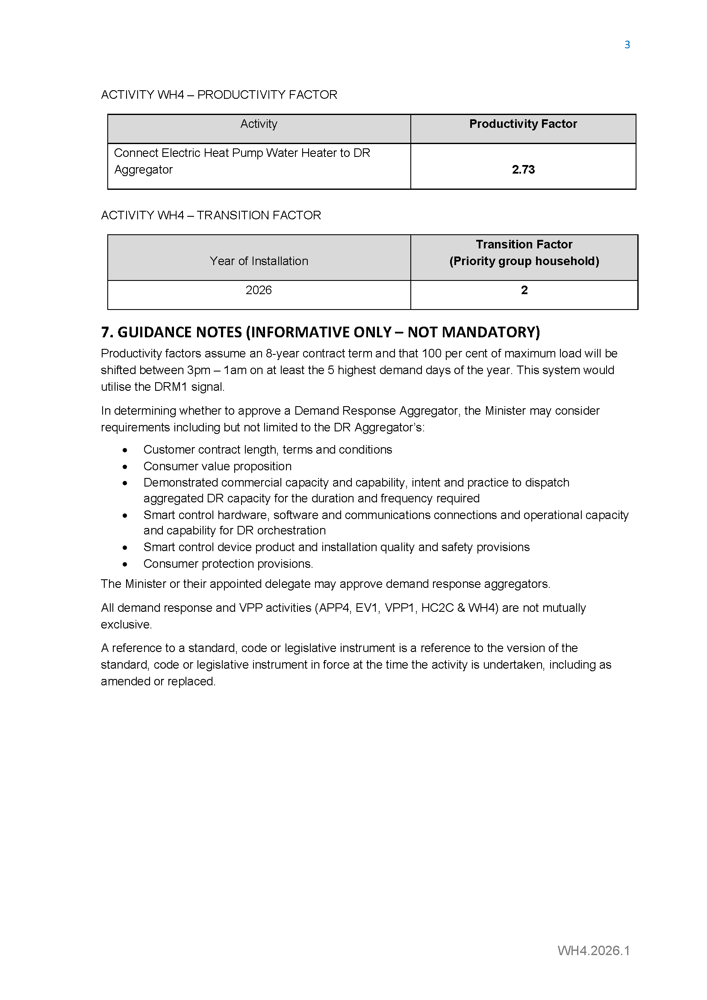 3
ACTIVITY WH4 – PRODUCTIVITY FACTOR
Activity
Productivity Factor
Connect Electric Heat Pump Water Heater to DR
Aggregator
2.73
ACTIVITY WH4 – TRANSITION FACTOR
Year of Installation
Transition Factor
(Priority group household)
2026
2
7. GUIDANCE NOTES (INFORMATIVE ONLY – NOT MANDATORY)
Productivity factors assume an 8-year contract term and that 100 per cent of maximum load will be
shifted between 3pm – 1am on at least the 5 highest demand days of the year. This system would
utilise the DRM1 signal.
In determining whether to approve a Demand Response Aggregator, the Minister may consider
requirements including but not limited to the DR Aggregator’s:
• Customer contract length, terms and conditions
• Consumer value proposition
• Demonstrated commercial capacity and capability, intent and practice to dispatch
aggregated DR capacity for the duration and frequency required
• Smart control hardware, software and communications connections and operational capacity
and capability for DR orchestration
• Smart control device product and installation quality and safety provisions
• Consumer protection provisions.
The Minister or their appointed delegate may approve demand response aggregators.
All demand response and VPP activities (APP4, EV1, VPP1, HC2C & WH4) are not mutually
exclusive.
A reference to a standard, code or legislative instrument is a reference to the version of the
standard, code or legislative instrument in force at the time the activity is undertaken, including as
amended or replaced.
WH4.2026.1